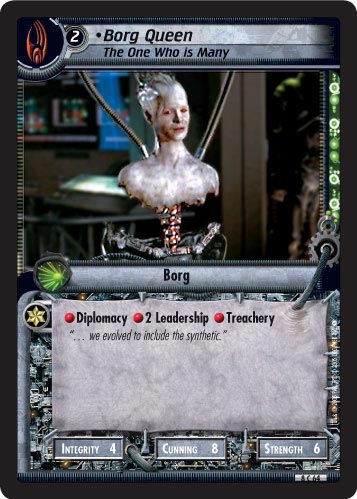 2
•Borg Queen
The One Who is Many
Borg
Diplomacy 2 Leadership Treachery
"… we evolved to include the synthetic."
INTEGRITY 4 CUNNING 8 STRENGTH 6